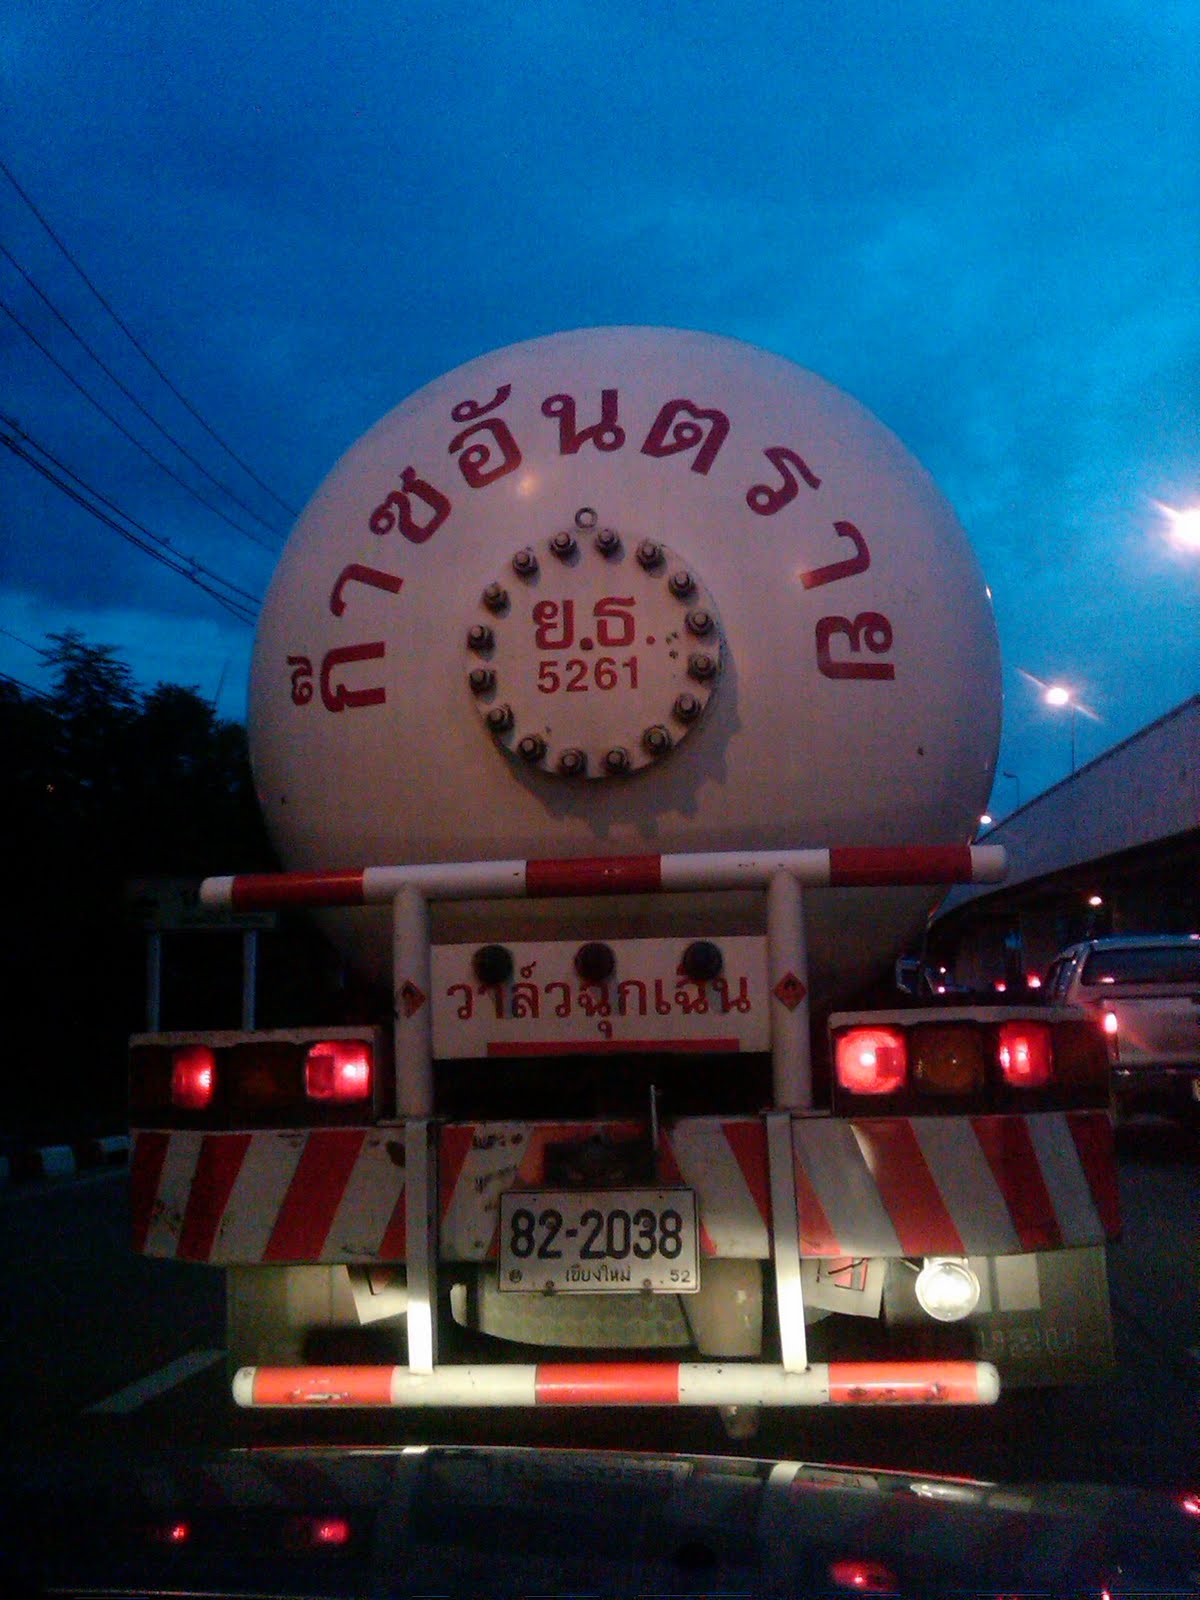 ก๊าซอันตราย
ย.ธ.
5261
วาล์วฉุกเฉิน
82-2038
เชียงใหม่ 52